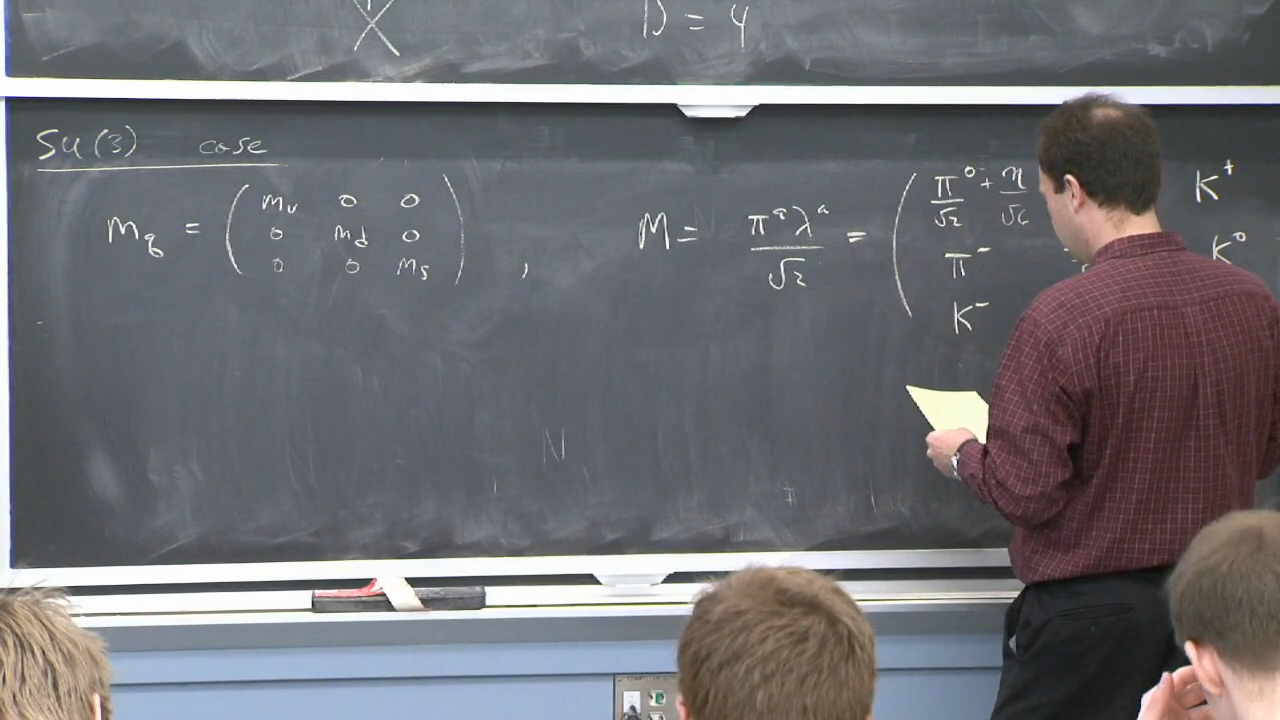 X D = 4
SU(3) case
m_q = ( m_u 0 0 , M = π^a λ^a / √2 = ( π^0/√2 + η/√6 K^+
0 m_d 0 π^- K^0
0 0 m_s ) K^-
N